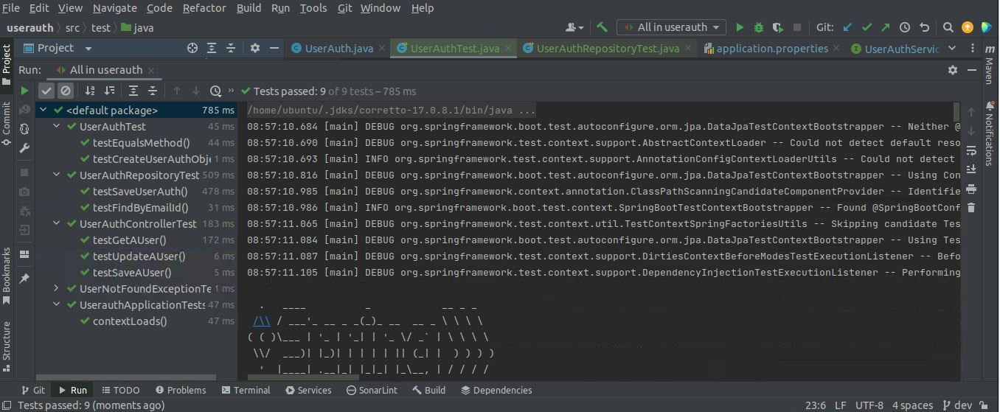 File Edit View Navigate Code Refactor Build Run Tools Git Window Help
userauth src test java All in userauth Git:
Project UserAuth.java UserAuthTest.java UserAuthRepositoryTest.java application.properties UserAuthServic
Run: All in userauth
Tests passed: 9 of 9 tests – 785 ms
<default package> 785 ms
UserAuthTest 45 ms
testEqualsMethod() 44 ms
testCreateUserAuthObje 1 ms
UserAuthRepositoryTest 509 ms
testSaveUserAuth() 478 ms
testFindByEmailId() 31 ms
UserAuthControllerTest 183 ms
testGetAUser() 172 ms
testUpdateAUser() 6 ms
testSaveAUser() 5 ms
UserNotFoundExceptionTe 1 ms
UserauthApplicationTests 47 ms
contextLoads() 47 ms
/home/ubuntu/.jdks/corretto-17.0.8.1/bin/java ...
08:57:10.684 [main] DEBUG org.springframework.boot.test.autoconfigure.orm.jpa.DataJpaTestContextBootstrapper -- Neither @
08:57:10.690 [main] DEBUG org.springframework.test.context.support.AbstractContextLoader -- Could not detect default reso
08:57:10.693 [main] INFO org.springframework.test.context.support.AnnotationConfigContextLoaderUtils -- Could not detect
08:57:10.816 [main] DEBUG org.springframework.boot.test.autoconfigure.orm.jpa.DataJpaTestContextBootstrapper -- Using Con
08:57:10.985 [main] DEBUG org.springframework.context.annotation.ClassPathScanningCandidateComponentProvider -- Identifie
08:57:10.986 [main] INFO org.springframework.boot.test.context.SpringBootTestContextBootstrapper -- Found @SpringBootConf
08:57:11.065 [main] DEBUG org.springframework.test.context.util.TestContextSpringFactoriesUtils -- Skipping candidate Tes
08:57:11.084 [main] DEBUG org.springframework.boot.test.autoconfigure.orm.jpa.DataJpaTestContextBootstrapper -- Using Tes
08:57:11.087 [main] DEBUG org.springframework.test.context.support.DirtiesContextBeforeModesTestExecutionListener -- Befo
08:57:11.105 [main] DEBUG org.springframework.test.context.support.DependencyInjectionTestExecutionListener -- Performing
  .   ____          _            __ _ _
 /\\ / ___'_ __ _ _(_)_ __  __ _ \ \ \ \
( ( )\___ | '_ | '_| | '_ \/ _` | \ \ \ \
 \\/  ___)| |_)| | | | | || (_| |  ) ) ) )
  '  |____| .__|_| |_|_| |_\__, | / / / /
Project
Commit
Bookmarks
Structure
m
Maven
Notifications
Git Run TODO Problems Terminal Services SonarLint Build Dependencies
Tests passed: 9 (moments ago) 23:6 LF UTF-8 4 spaces dev